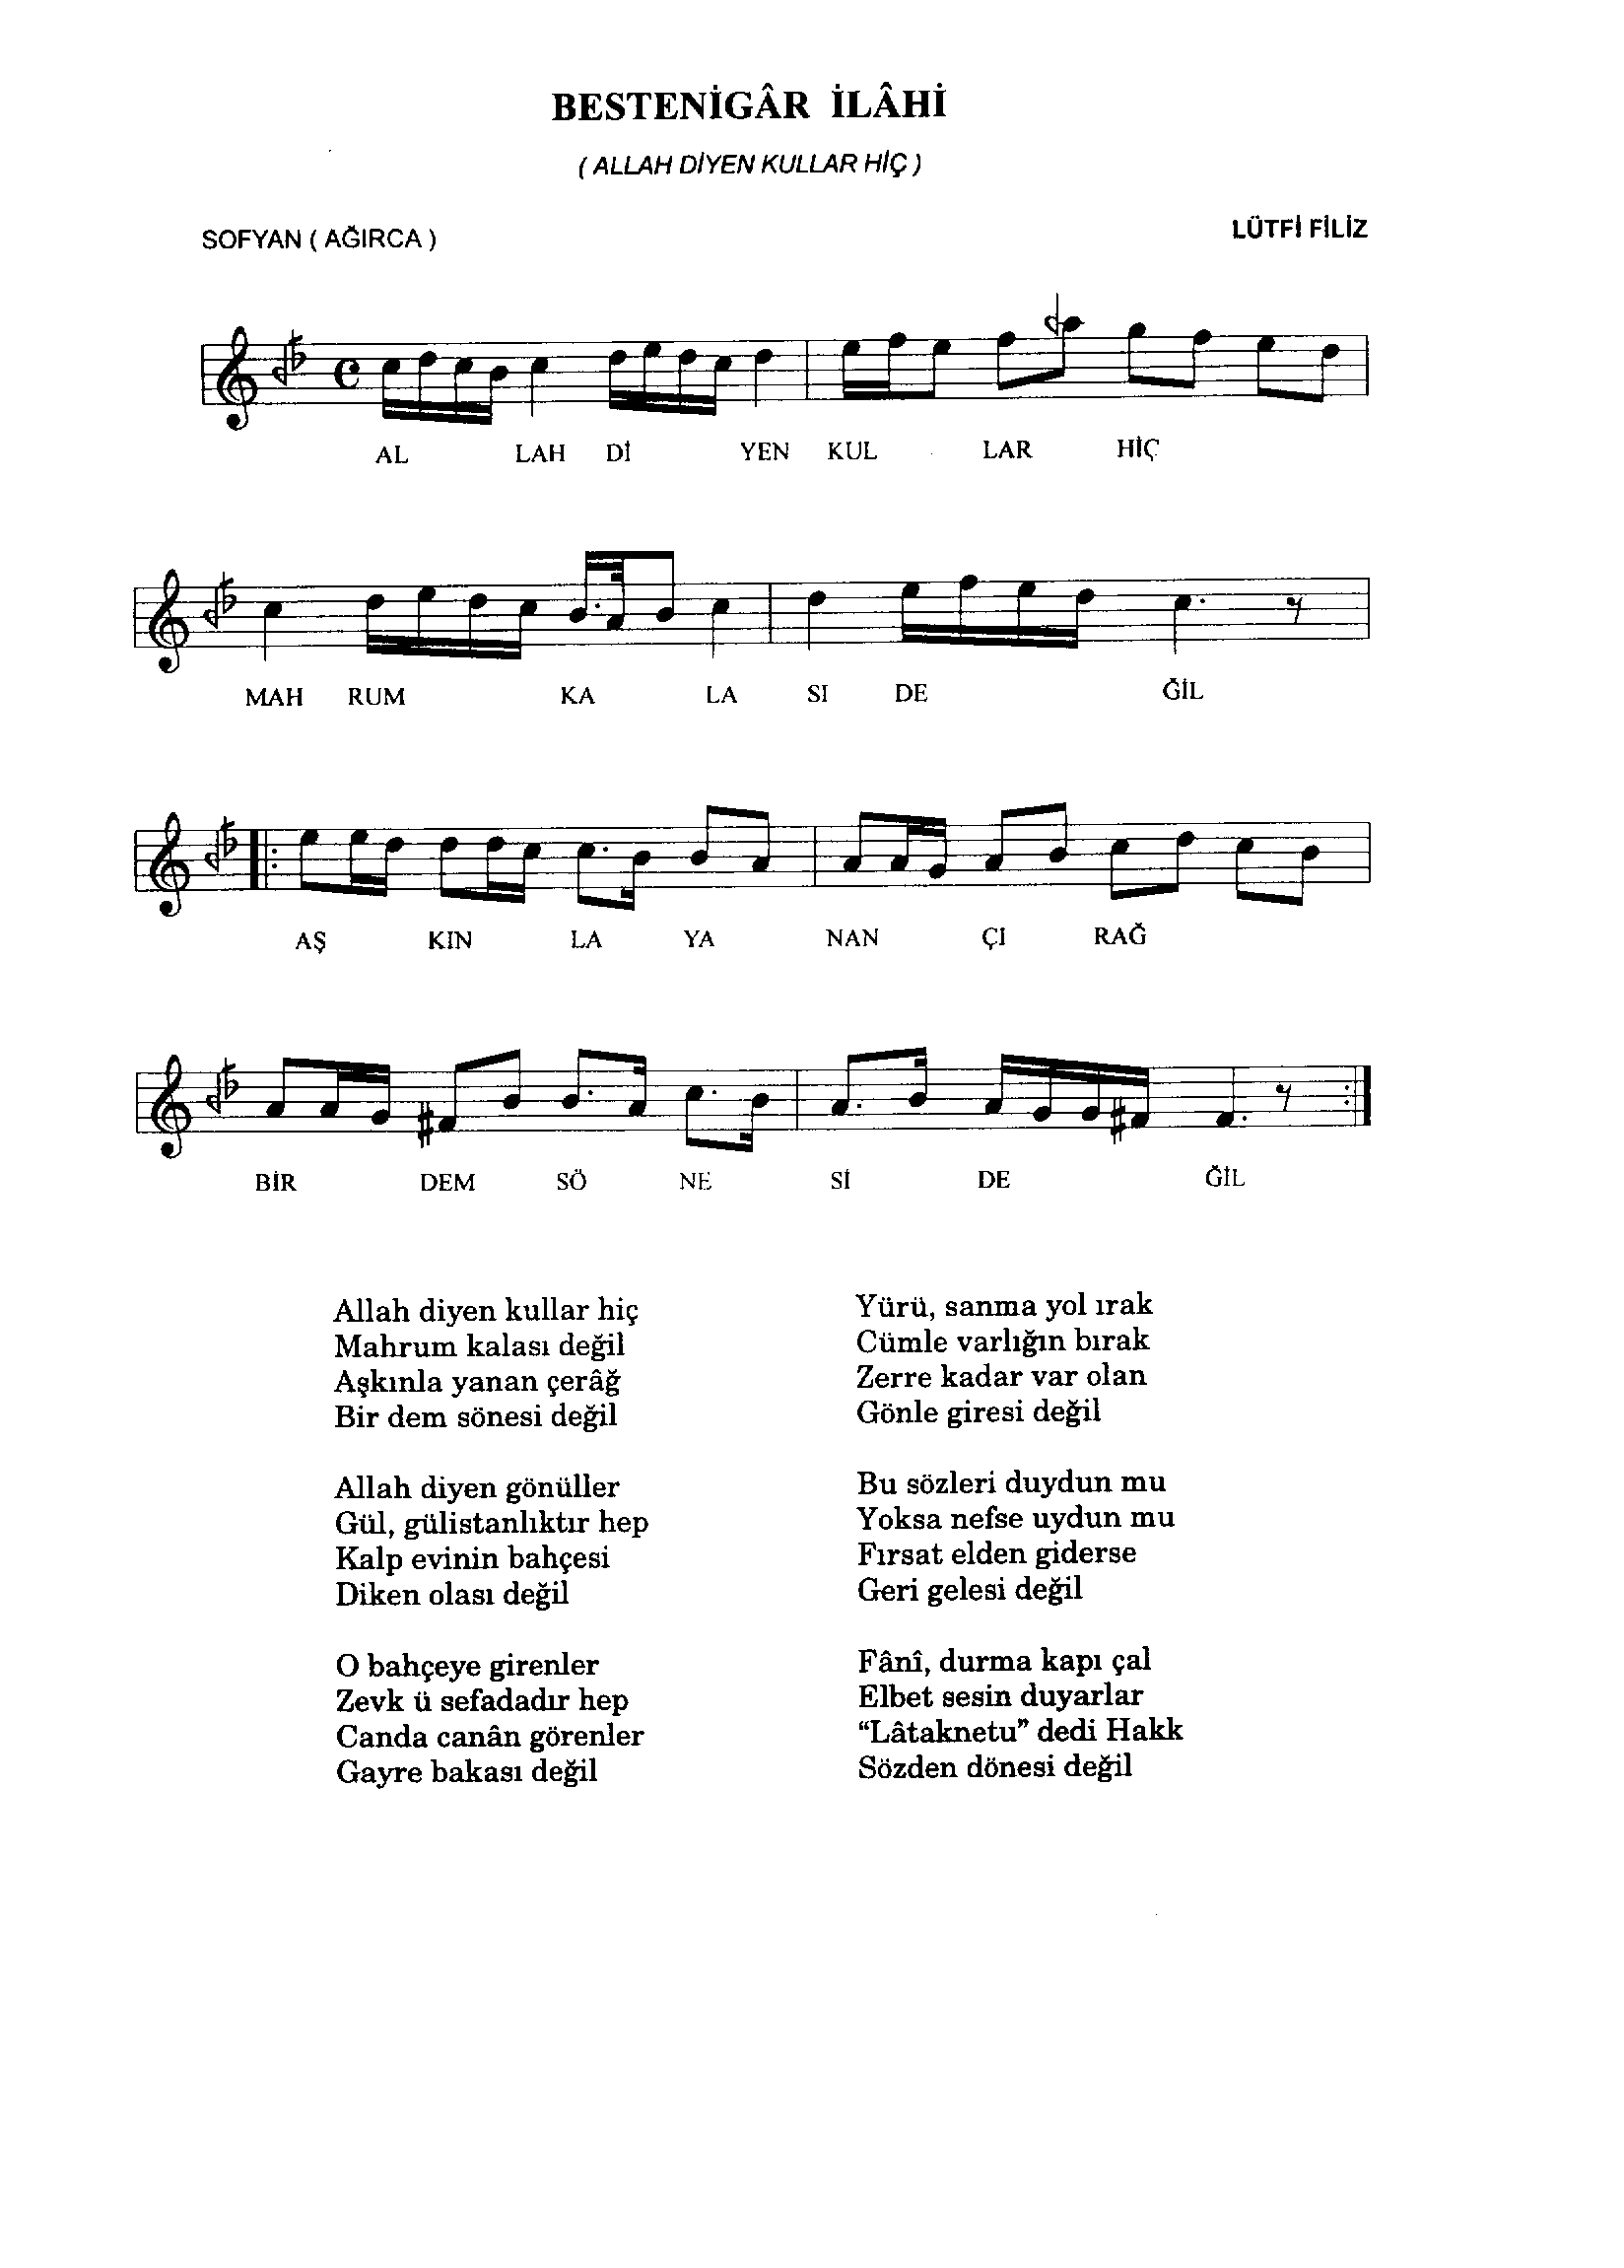 BESTENİGÂR İLÂHİ
( ALLAH DİYEN KULLAR HİÇ )
SOFYAN ( AĞIRCA )
LÜTFİ FİLİZ
AL LAH Dİ YEN KUL LAR HİÇ
MAH RUM KA LA SI DE ĞİL
AŞ KIN LA YA NAN ÇI RAĞ
BİR DEM SÖ NE Sİ DE ĞİL
Allah diyen kullar hiç
Mahrum kalası değil
Aşkınla yanan çerâğ
Bir dem sönesi değil
Allah diyen gönüller
Gül, gülistanlıktır hep
Kalp evinin bahçesi
Diken olası değil
O bahçeye girenler
Zevk ü sefadadır hep
Canda canân görenler
Gayre bakası değil
Yürü, sanma yol ırak
Cümle varlığın bırak
Zerre kadar var olan
Gönle giresi değil
Bu sözleri duydun mu
Yoksa nefse uydun mu
Fırsat elden giderse
Geri gelesi değil
Fânî, durma kapı çal
Elbet sesin duyarlar
“Lâtaknetu” dedi Hakk
Sözden dönesi değil